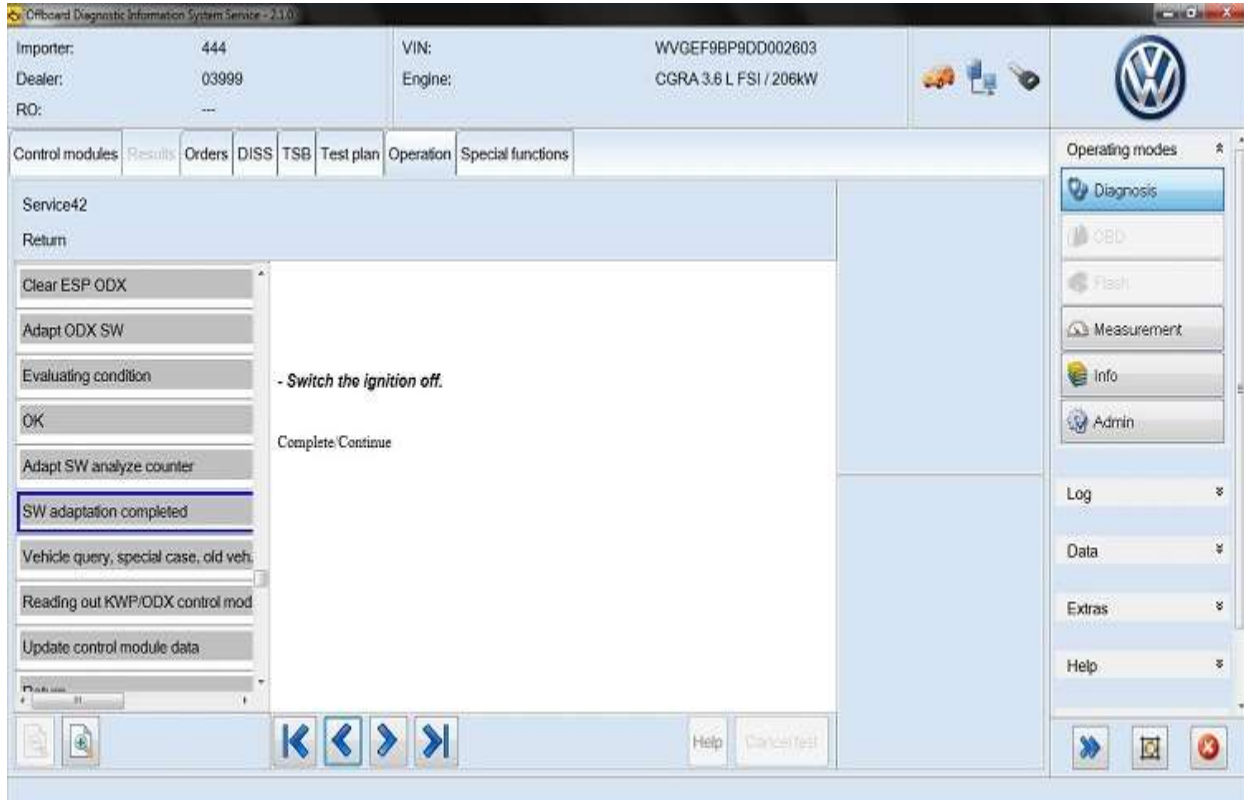 Offboard Diagnostic Information System Service - 2.1.0
Importer: 444 VIN: WVGEF9BP9DD002603
Dealer: 03999 Engine: CGRA 3.6 L FSI / 206kW
RO: ---
Control modules Results Orders DISS TSB Test plan Operation Special functions
Service42
Return
Clear ESP ODX
Adapt ODX SW
Evaluating condition
OK
Adapt SW analyze counter
SW adaptation completed
Vehicle query, special case, old veh.
Reading out KWP/ODX control mod
Update control module data
Return
- Switch the ignition off.
Complete/Continue
Help Cancel test
Operating modes
Diagnosis
OBD
Flash
Measurement
Info
Admin
Log
Data
Extras
Help